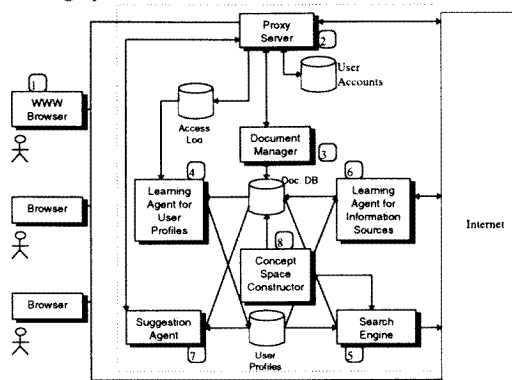 Proxy
Server
2
User
Accounts
1
WWW
Browser
Access
Log
Document
Manager
3
4
6
Doc. DB
Learning
Agent for
User
Profiles
Learning
Agent for
Information
Sources
Internet
Browser
8
Concept
Space
Constructor
Browser
Suggestion
Agent
7
User
Profiles
Search
Engine
5